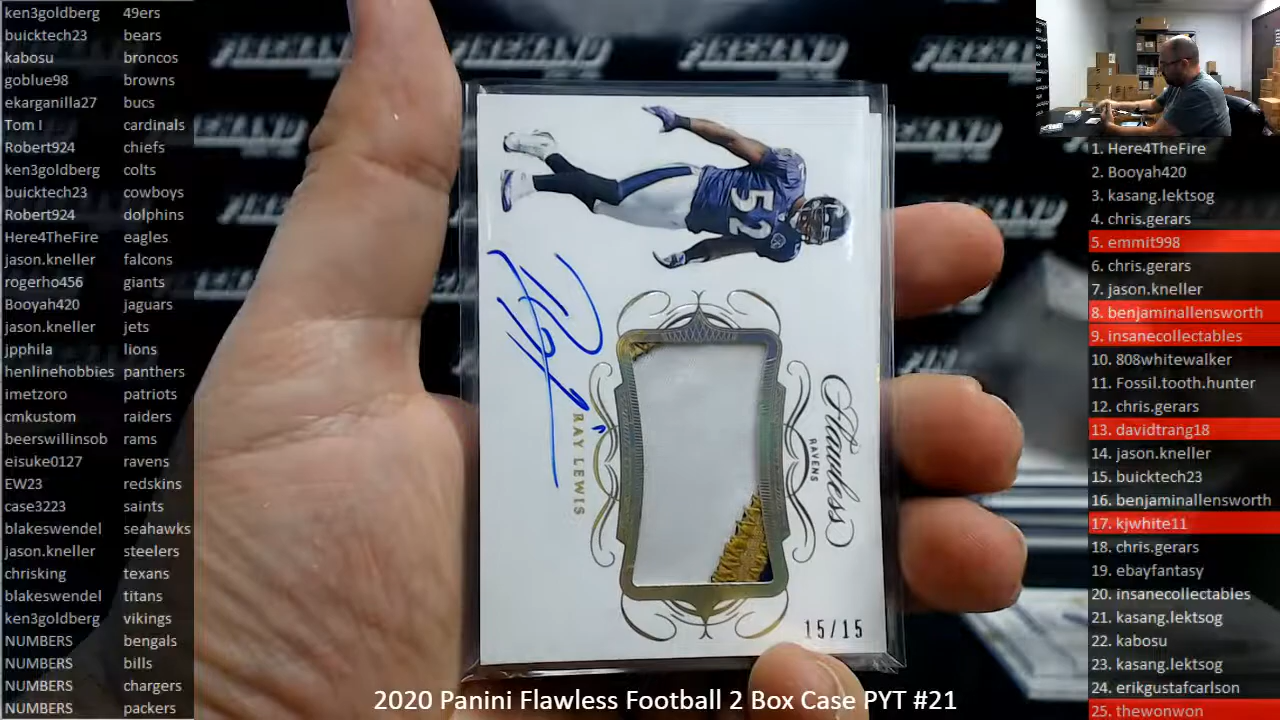 ken3goldberg 49ers
buicktech23 bears
kabosu broncos
goblue98 browns
ekarganilla27 bucs
Tom I cardinals
Robert924 chiefs
ken3goldberg colts
buicktech23 cowboys
Robert924 dolphins
Here4TheFire eagles
jason.kneller falcons
rogerho456 giants
Booyah420 jaguars
jason.kneller jets
jpphila lions
henlinehobbies panthers
imetzoro patriots
cmkustom raiders
beerswillinsob rams
eisuke0127 ravens
EW23 redskins
case3223 saints
blakeswendel seahawks
jason.kneller steelers
chrisking texans
blakeswendel titans
ken3goldberg vikings
NUMBERS bengals
NUMBERS bills
NUMBERS chargers
NUMBERS packers
FIREHAND
FIREHAND
FIREHAND
FIREHAND
52
Flawless
RAVENS
RAY LEWIS
15/15
1. Here4TheFire
2. Booyah420
3. kasang.lektsog
4. chris.gerars
5. emmit998
6. chris.gerars
7. jason.kneller
8. benjaminallensworth
9. insanecollectables
10. 808whitewalker
11. Fossil.tooth.hunter
12. chris.gerars
13. davidtrang18
14. jason.kneller
15. buicktech23
16. benjaminallensworth
17. kjwhite11
18. chris.gerars
19. ebayfantasy
20. insanecollectables
21. kasang.lektsog
22. kabosu
23. kasang.lektsog
24. erikgustafcarlson
25. thewonwon
2020 Panini Flawless Football 2 Box Case PYT #21